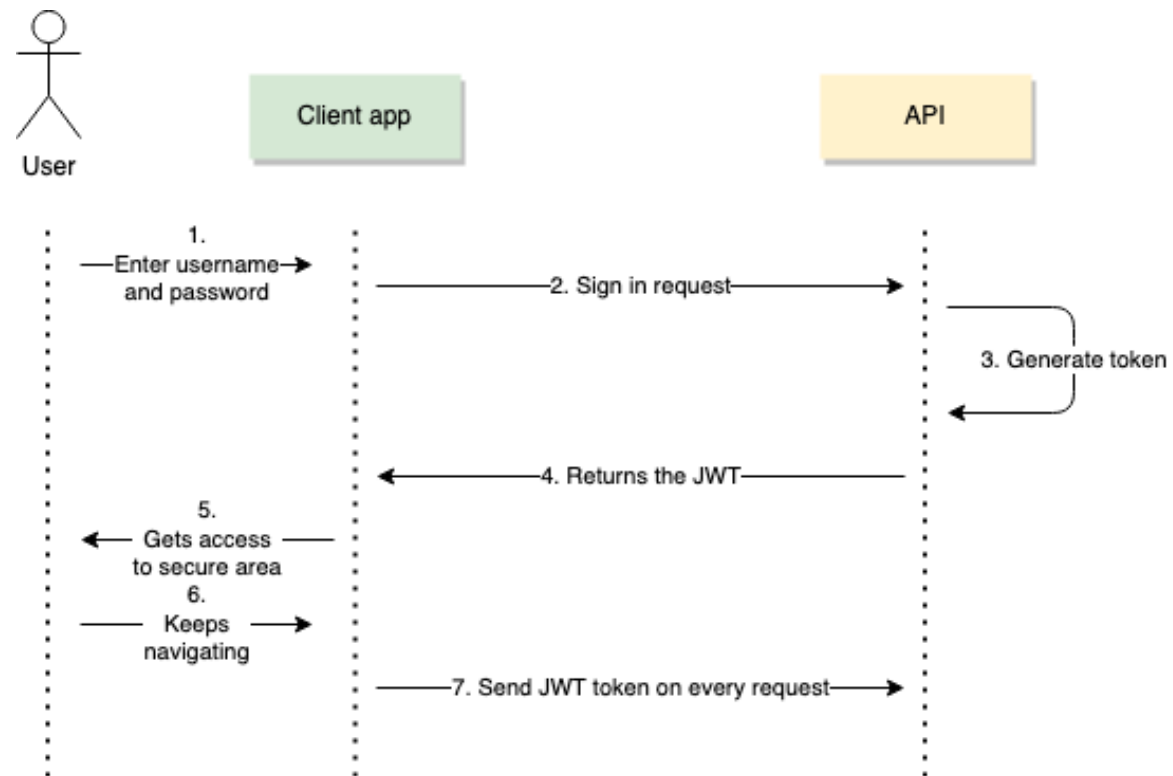 User
Client app
API
1.
Enter username
and password
2. Sign in request
3. Generate token
4. Returns the JWT
5.
Gets access
to secure area
6.
Keeps
navigating
7. Send JWT token on every request